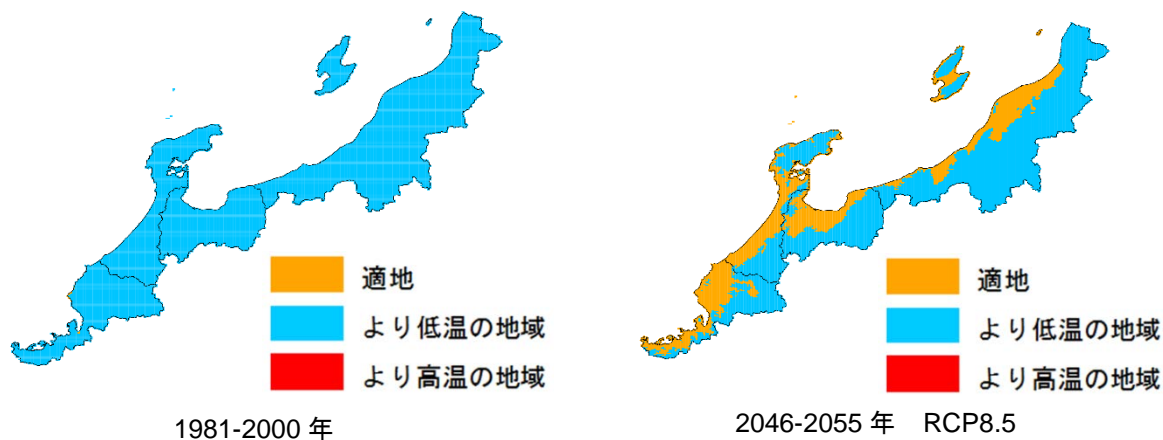 適地
より低温の地域
より高温の地域
1981-2000 年
適地
より低温の地域
より高温の地域
2046-2055 年 RCP8.5